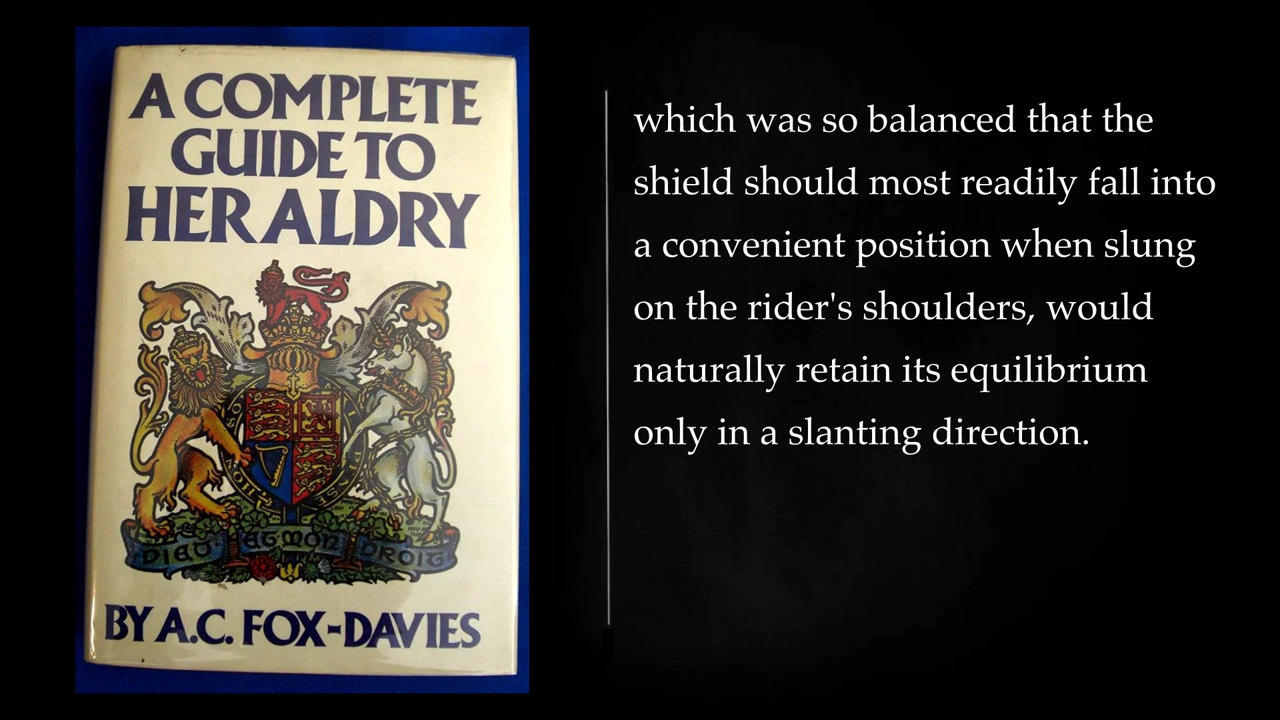 A COMPLETE
GUIDE TO
HERALDRY
DIEU ET MON DROIT
BY A.C. FOX-DAVIES
which was so balanced that the
shield should most readily fall into
a convenient position when slung
on the rider's shoulders, would
naturally retain its equilibrium
only in a slanting direction.